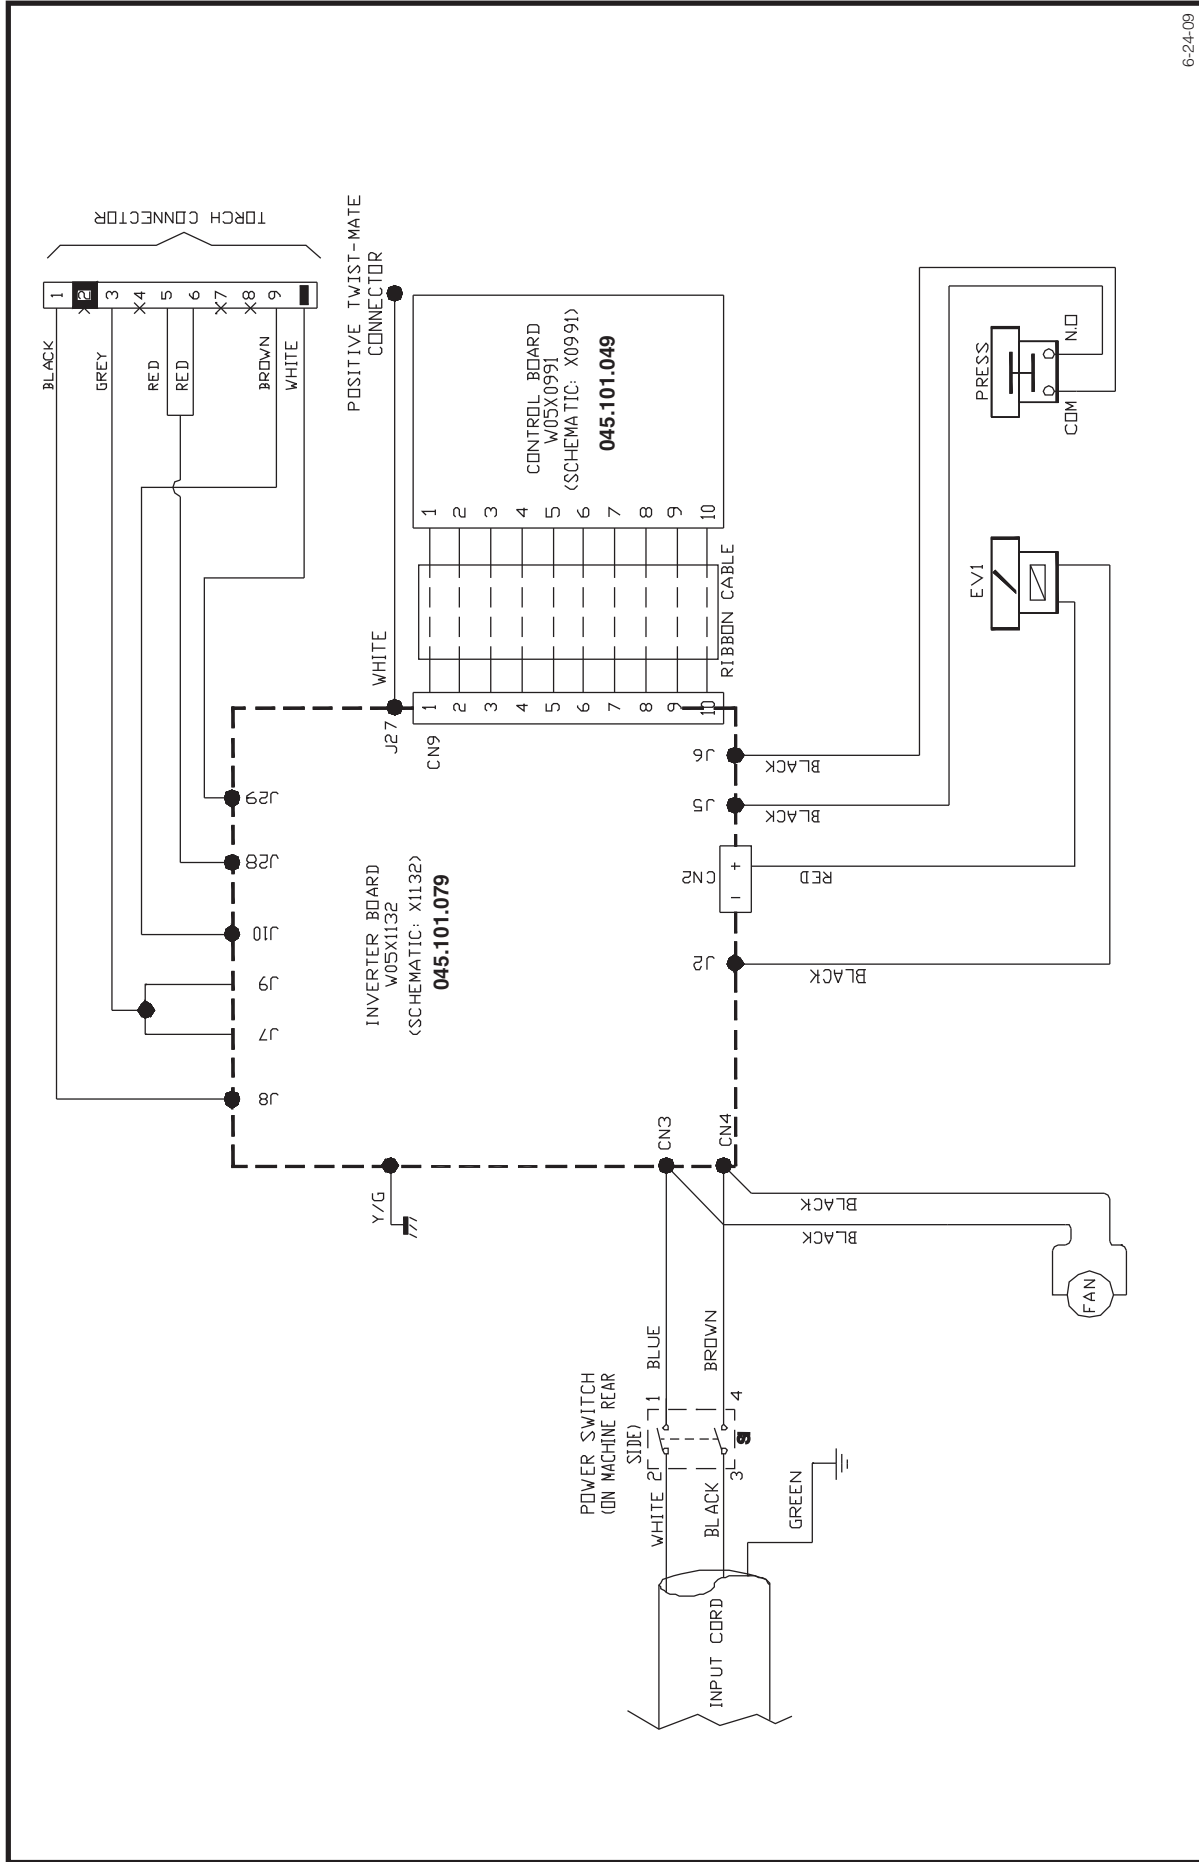 6-24-09
TORCH CONNECTOR
1
2
3
4
5
6
7
8
9
BLACK
GREY
RED
RED
BROWN
WHITE
POSITIVE TWIST-MATE
CONNECTOR
WHITE
J27
CN9
1
2
3
4
5
6
7
8
9
10
RIBBON CABLE
1
2
3
4
5
6
7
8
9
10
CONTROL BOARD
W05X0991
(SCHEMATIC: X0991)
045.101.049
J29
J28
J10
J9
J7
J8
INVERTER BOARD
W05X1132
(SCHEMATIC: X1132)
045.101.079
J6
BLACK
J5
BLACK
CN2
+
-
RED
J2
BLACK
PRESS
COM
N.O
EV1
Y/G
CN3
CN4
BLACK
BLACK
FAN
POWER SWITCH
(ON MACHINE REAR
SIDE)
1
BLUE
4
BROWN
2
WHITE
3
BLACK
S1
GREEN
INPUT CORD